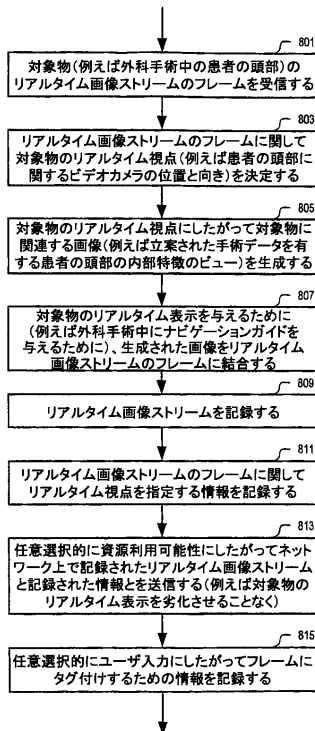 801
対象物(例えば外科手術中の患者の頭部)の
リアルタイム画像ストリームのフレームを受信する
803
リアルタイム画像ストリームのフレームに関して
対象物のリアルタイム視点(例えば患者の頭部に
関するビデオカメラの位置と向き)を決定する
805
対象物のリアルタイム視点にしたがって対象物に
関連する画像(例えば立案された手術データを有
する患者の頭部の内部特徴のビュー)を生成する
807
対象物のリアルタイム表示を与えるために
(例えば外科手術中にナビゲーションガイドを
与えるために)、生成された画像をリアルタイム
画像ストリームのフレームに結合する
809
リアルタイム画像ストリームを記録する
811
リアルタイム画像ストリームのフレームに関して
リアルタイム視点を指定する情報を記録する
813
任意選択的に資源利用可能性にしたがってネット
ワーク上で記録されたリアルタイム画像ストリーム
と記録された情報とを送信する(例えば対象物の
リアルタイム表示を劣化させることなく)
815
任意選択的にユーザ入力にしたがってフレームに
タグ付けするための情報を記録する